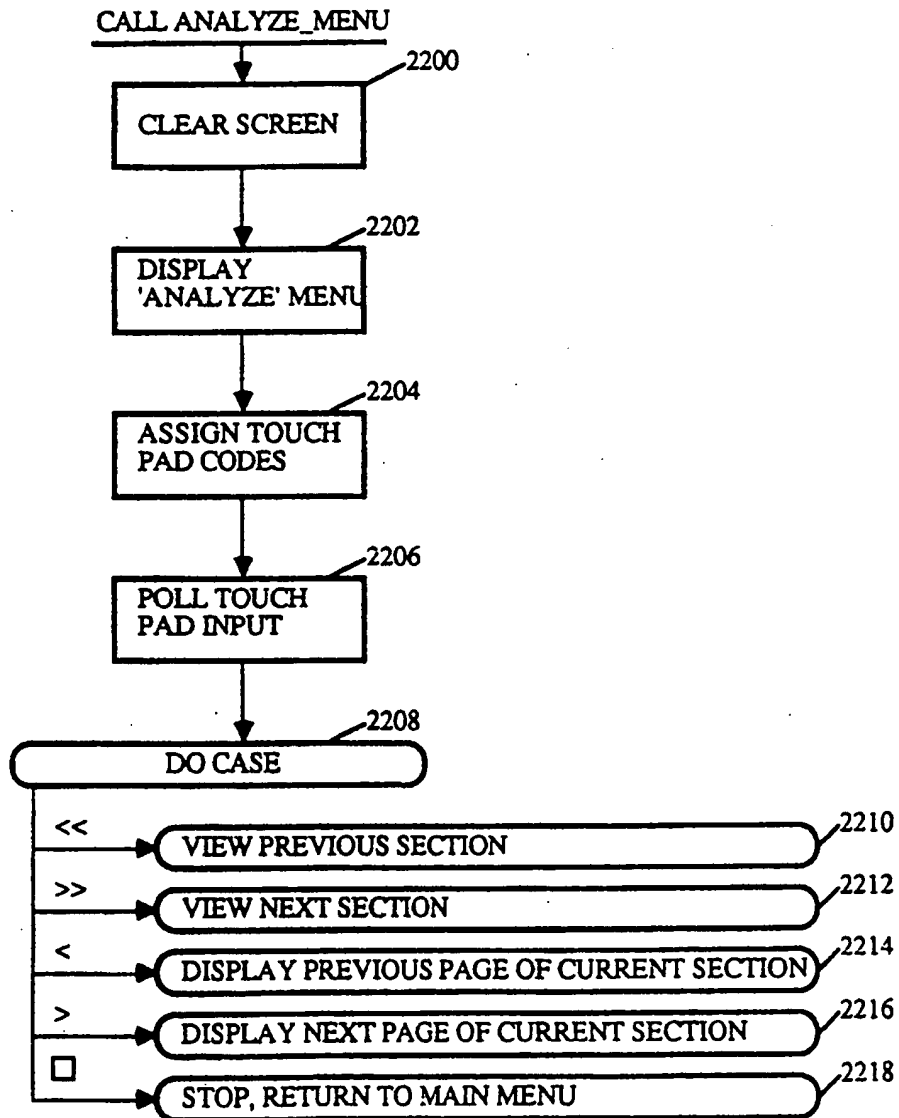 CALL ANALYZE_MENU
2200
CLEAR SCREEN
2202
DISPLAY
'ANALYZE' MENU
2204
ASSIGN TOUCH
PAD CODES
2206
POLL TOUCH
PAD INPUT
2208
DO CASE
<<
VIEW PREVIOUS SECTION
2210
>>
VIEW NEXT SECTION
2212
<
DISPLAY PREVIOUS PAGE OF CURRENT SECTION
2214
>
DISPLAY NEXT PAGE OF CURRENT SECTION
2216
□
STOP, RETURN TO MAIN MENU
2218